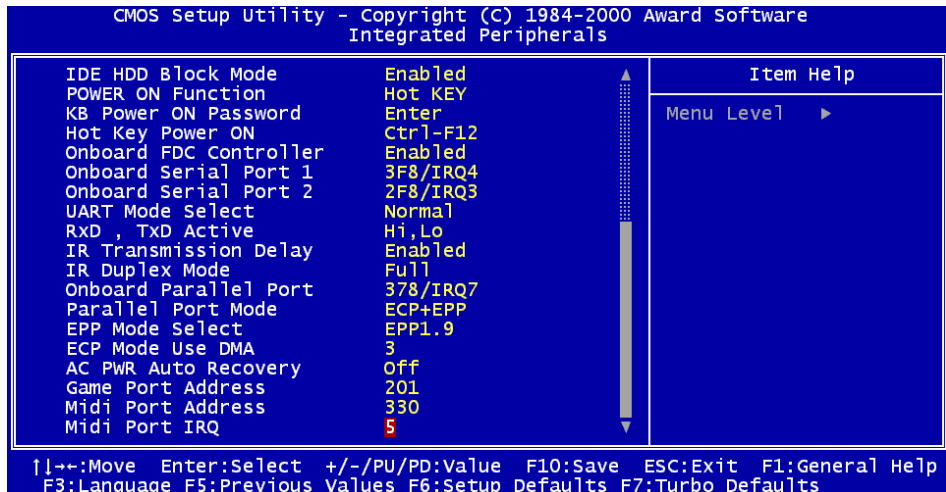 CMOS Setup Utility - Copyright (C) 1984-2000 Award Software
Integrated Peripherals
IDE HDD Block Mode Enabled
POWER ON Function Hot KEY
KB Power ON Password Enter
Hot Key Power ON Ctrl-F12
Onboard FDC Controller Enabled
Onboard Serial Port 1 3F8/IRQ4
Onboard Serial Port 2 2F8/IRQ3
UART Mode Select Normal
RxD , TxD Active Hi,Lo
IR Transmission Delay Enabled
IR Duplex Mode Full
Onboard Parallel Port 378/IRQ7
Parallel Port Mode ECP+EPP
EPP Mode Select EPP1.9
ECP Mode Use DMA 3
AC PWR Auto Recovery Off
Game Port Address 201
Midi Port Address 330
Midi Port IRQ 5
Item Help
Menu Level ►
↑↓→←:Move Enter:Select +/-/PU/PD:Value F10:Save ESC:Exit F1:General Help
F3:Language F5:Previous Values F6:Setup Defaults F7:Turbo Defaults